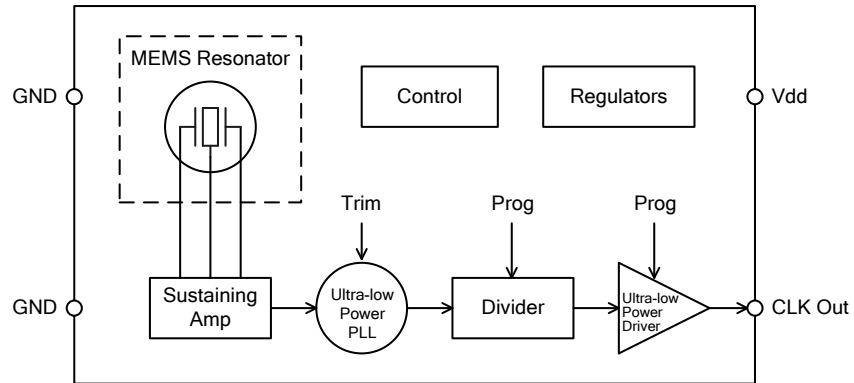 MEMS Resonator
GND
Control
Regulators
Vdd
Trim
Prog
Prog
GND
Sustaining
Amp
Ultra-low
Power
PLL
Divider
Ultra-low
Power
Driver
CLK Out